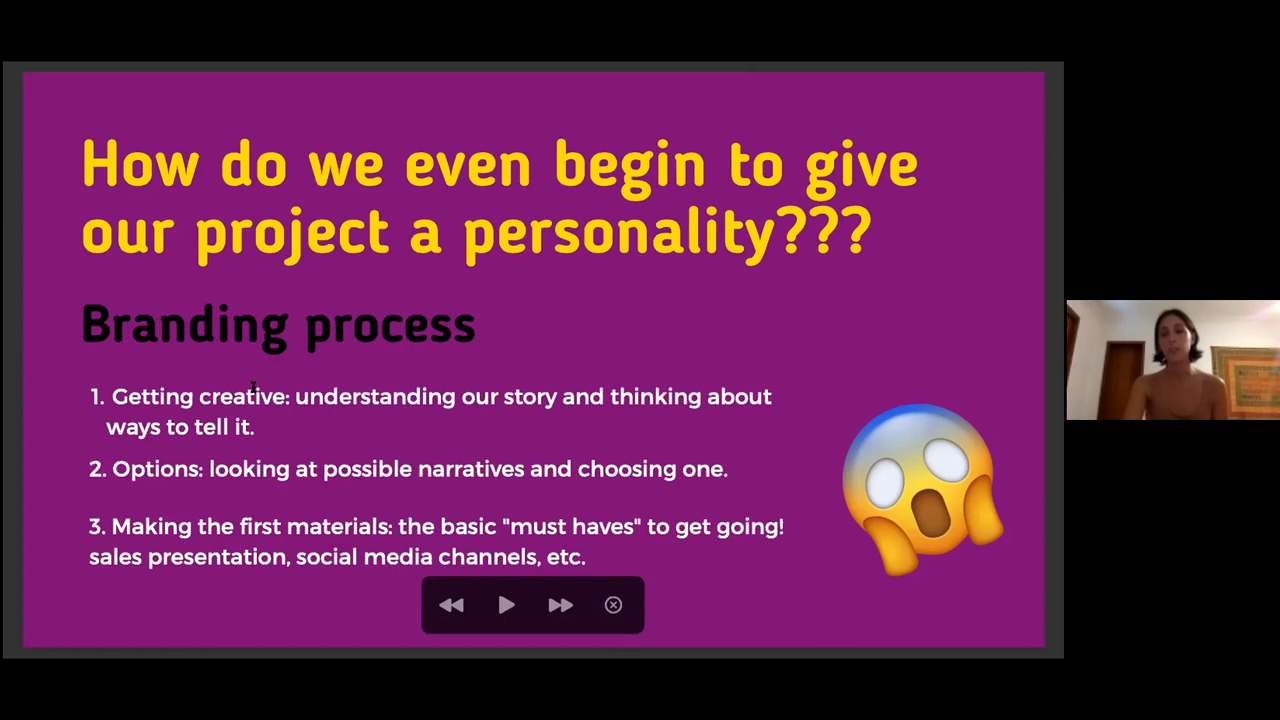 How do we even begin to give
our project a personality???
Branding process
1. Getting creative: understanding our story and thinking about
ways to tell it.
2. Options: looking at possible narratives and choosing one.
3. Making the first materials: the basic "must haves" to get going!
sales presentation, social media channels, etc.